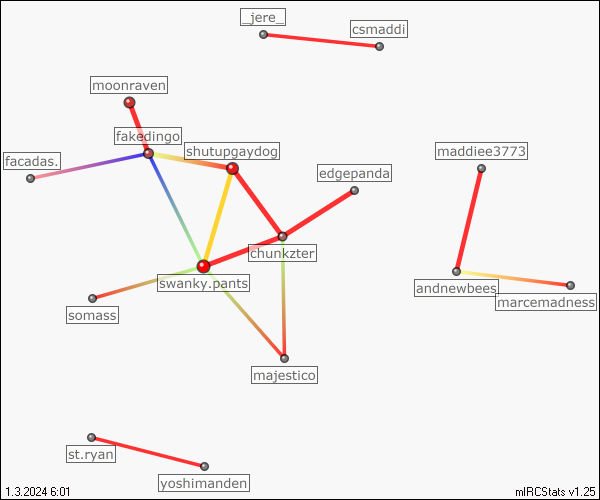 _jere_
csmaddi
moonraven
fakedingo
shutupgaydog
maddiee3773
facadas.
edgepanda
chunkzter
swanky.pants
andnewbees
marcemadness
somass
majestico
st.ryan
yoshimanden
1.3.2024 6:01
mIRCStats v1.25